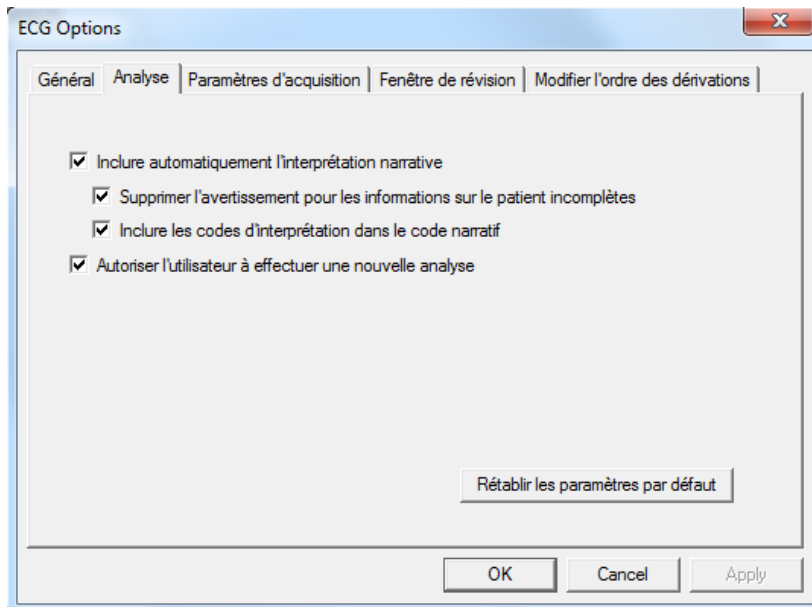 ECG Options
Général Analyse Paramètres d'acquisition Fenêtre de révision Modifier l'ordre des dérivations
Inclure automatiquement l'interprétation narrative
Supprimer l'avertissement pour les informations sur le patient incomplètes
Inclure les codes d'interprétation dans le code narratif
Autoriser l'utilisateur à effectuer une nouvelle analyse
Rétablir les paramètres par défaut
OK Cancel Apply